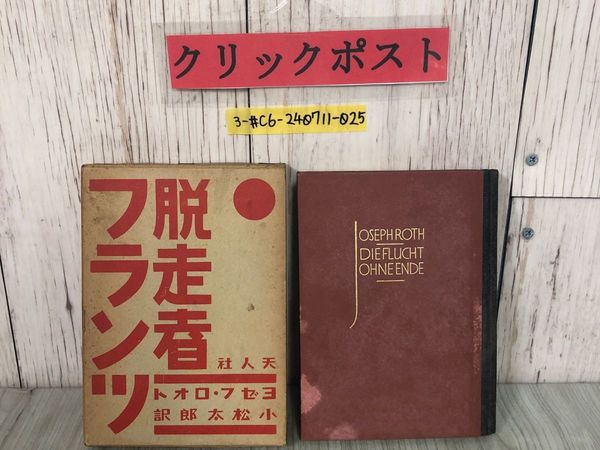 クリックポスト
3-#C6-240711-025
脱走者
フランツ
天人社
ヨゼフ・ロオト
小松太郎訳
JOSEPH ROTH
DIE FLUCHT
OHNE ENDE